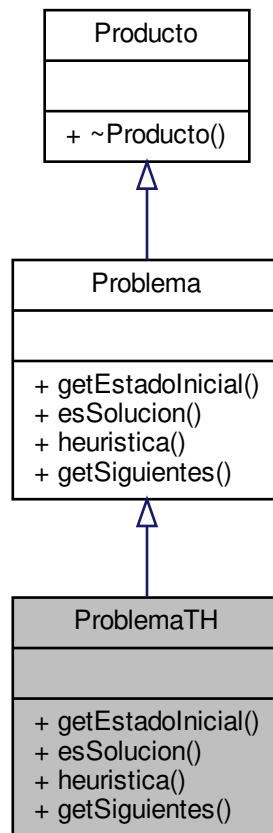 Producto
+ ~Producto()
Problema
+ getEstadoInicial()
+ esSolucion()
+ heuristica()
+ getSiguientes()
ProblemaTH
+ getEstadoInicial()
+ esSolucion()
+ heuristica()
+ getSiguientes()